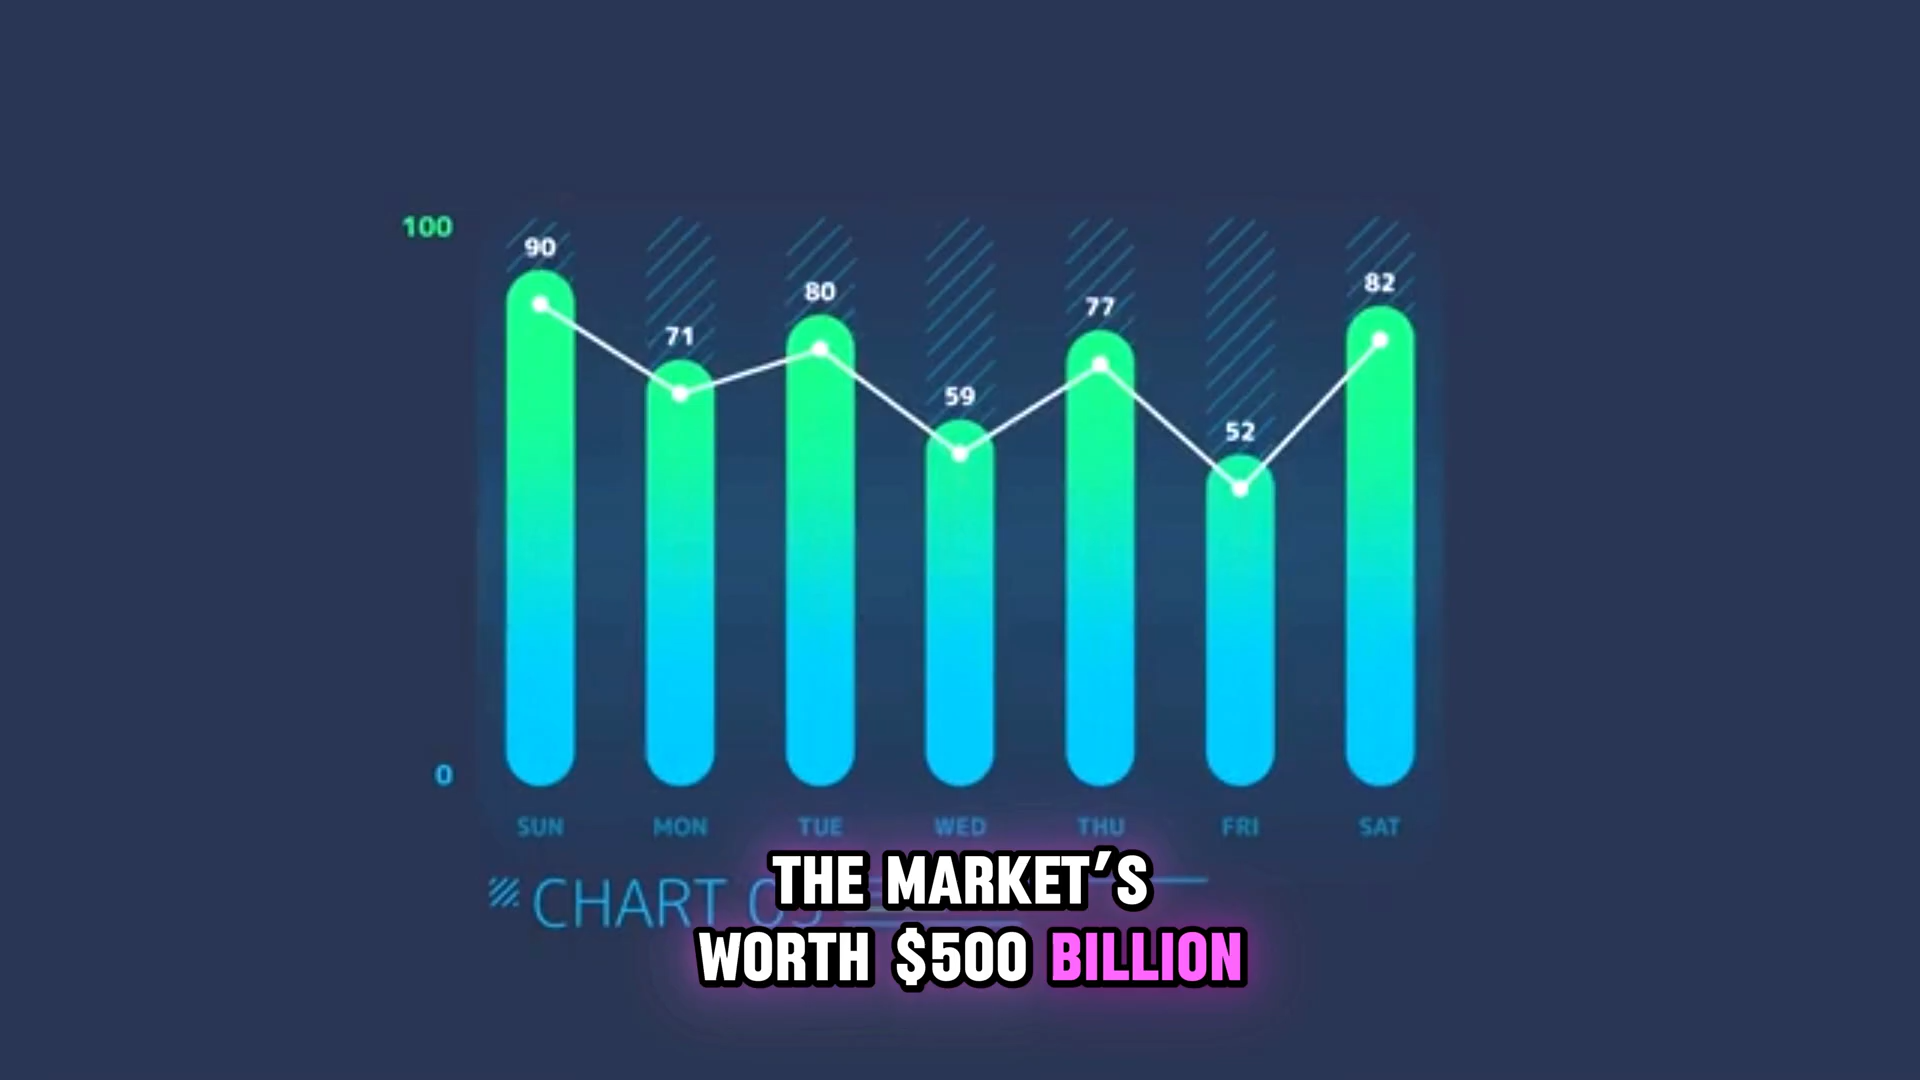 100
90
71
80
59
77
52
82
0
SUN MON TUE WED THU FRI SAT
CHART
THE MARKET'S
WORTH $500 BILLION